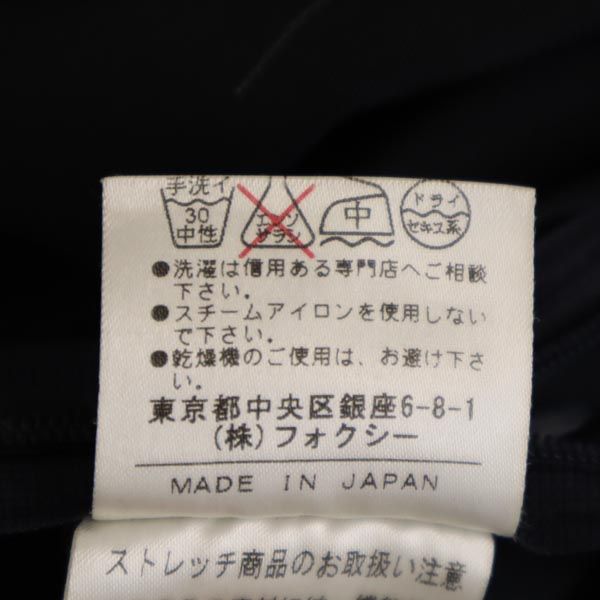 手洗イ
30
中性
エンソ
サラシ
中
ドライ
セキユ系
●洗濯は信用ある専門店へご相談
下さい.
●スチームアイロンを使用しない
で下さい.
●乾燥機のご使用は、お避け下さ
い.
東京都中央区銀座6-8-1
(株)フォクシー
MADE IN JAPAN
ストレッチ商品のお取扱い注意